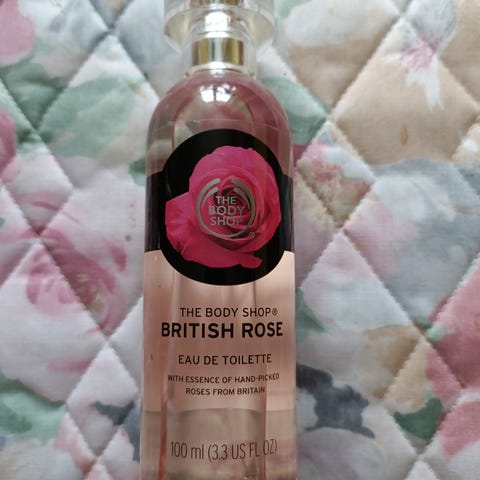 THE
BODY
SHOP
®
THE BODY SHOP®
BRITISH ROSE
EAU DE TOILETTE
WITH ESSENCE OF HAND-PICKED
ROSES FROM BRITAIN
100 ml (3.3 US FL OZ)